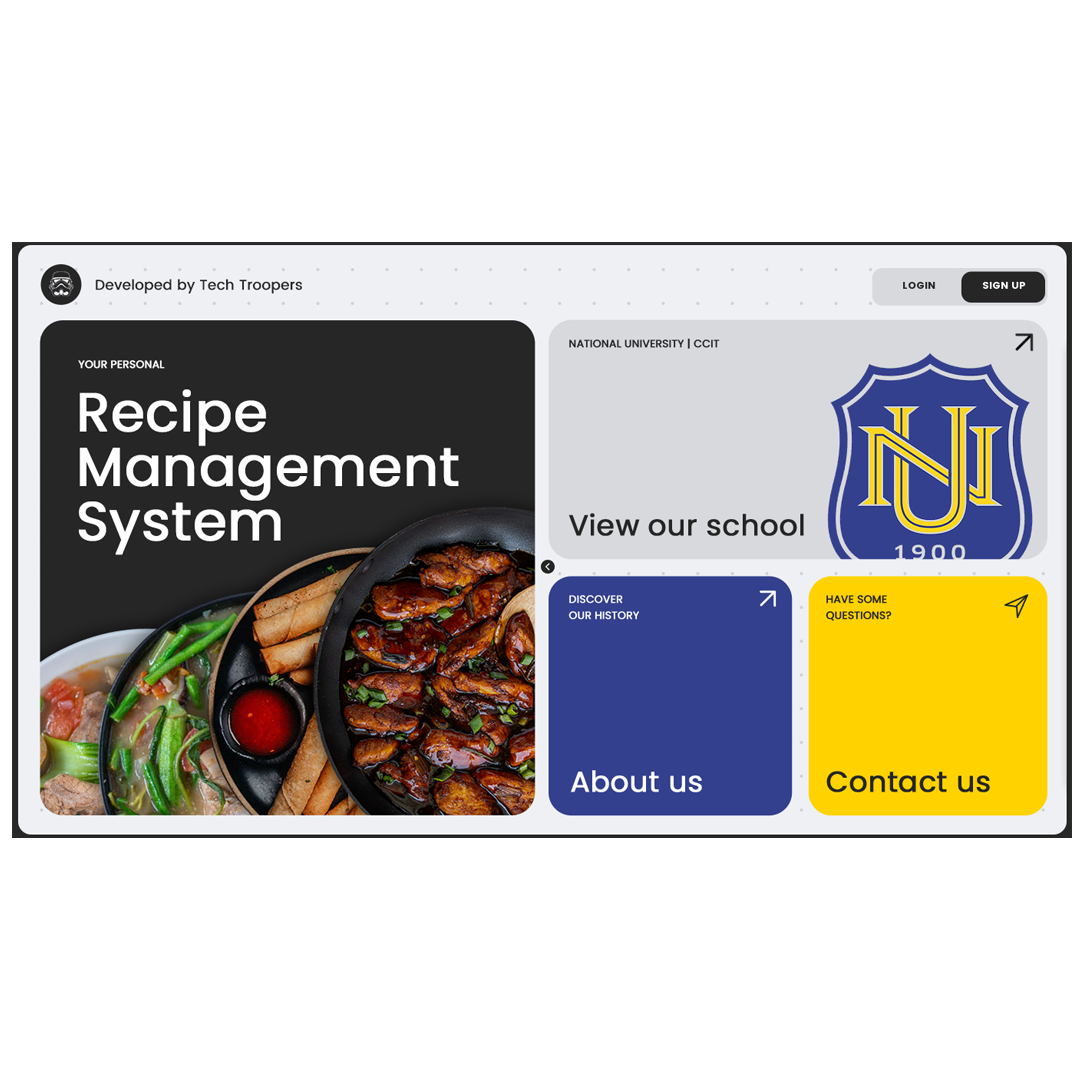 Developed by Tech Troopers
LOGIN
SIGN UP
YOUR PERSONAL
Recipe
Management
System
NATIONAL UNIVERSITY | CCIT
View our school
NU
1900
DISCOVER
OUR HISTORY
About us
HAVE SOME
QUESTIONS?
Contact us